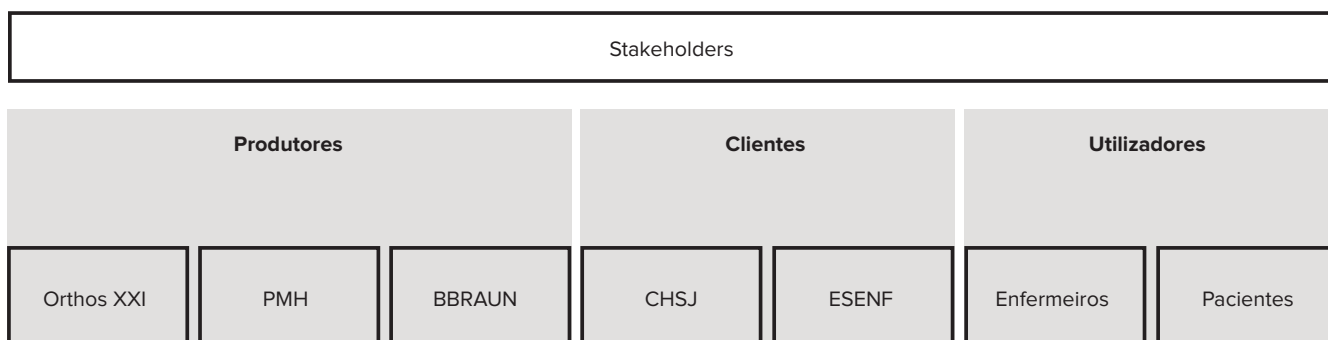 Stakeholders
Produtores
Clientes
Utilizadores
Orthos XXI
PMH
BBRAUN
CHSJ
ESENF
Enfermeiros
Pacientes